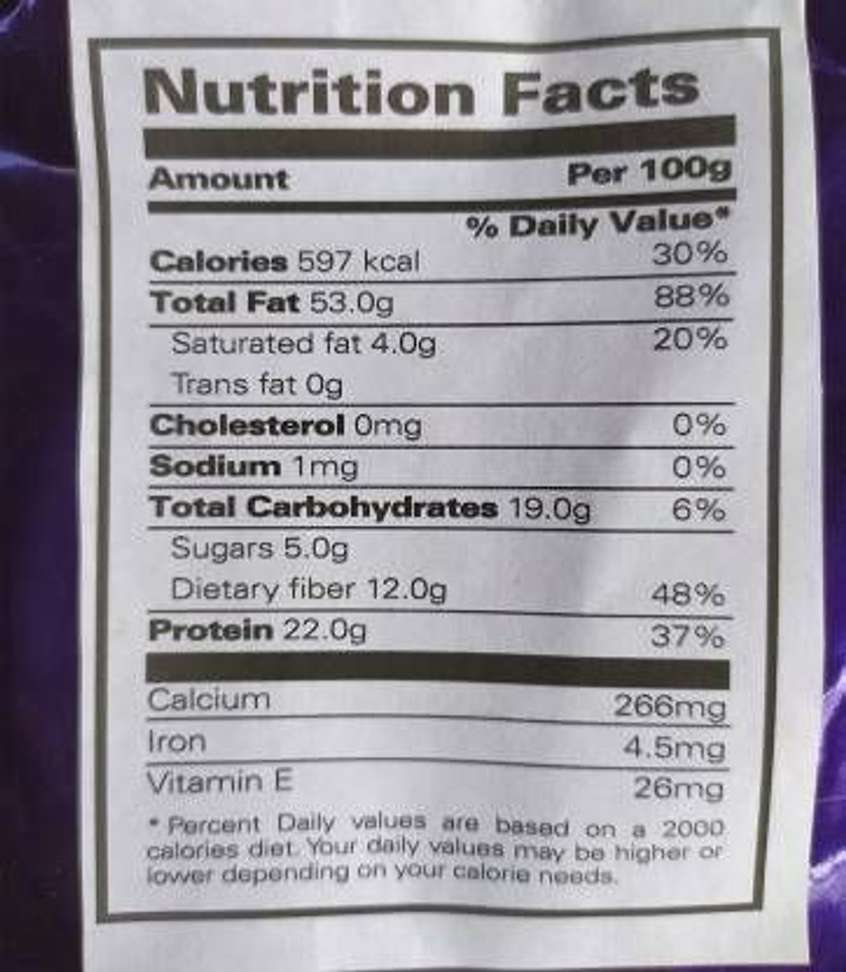 Nutrition Facts
Amount Per 100g
% Daily Value*
Calories 597 kcal 30%
Total Fat 53.0g 88%
Saturated fat 4.0g 20%
Trans fat 0g
Cholesterol 0mg 0%
Sodium 1mg 0%
Total Carbohydrates 19.0g 6%
Sugars 5.0g
Dietary fiber 12.0g 48%
Protein 22.0g 37%
Calcium 266mg
Iron 4.5mg
Vitamin E 26mg
* Percent Daily values are based on a 2000
calories diet. Your daily values may be higher or
lower depending on your calorie needs.